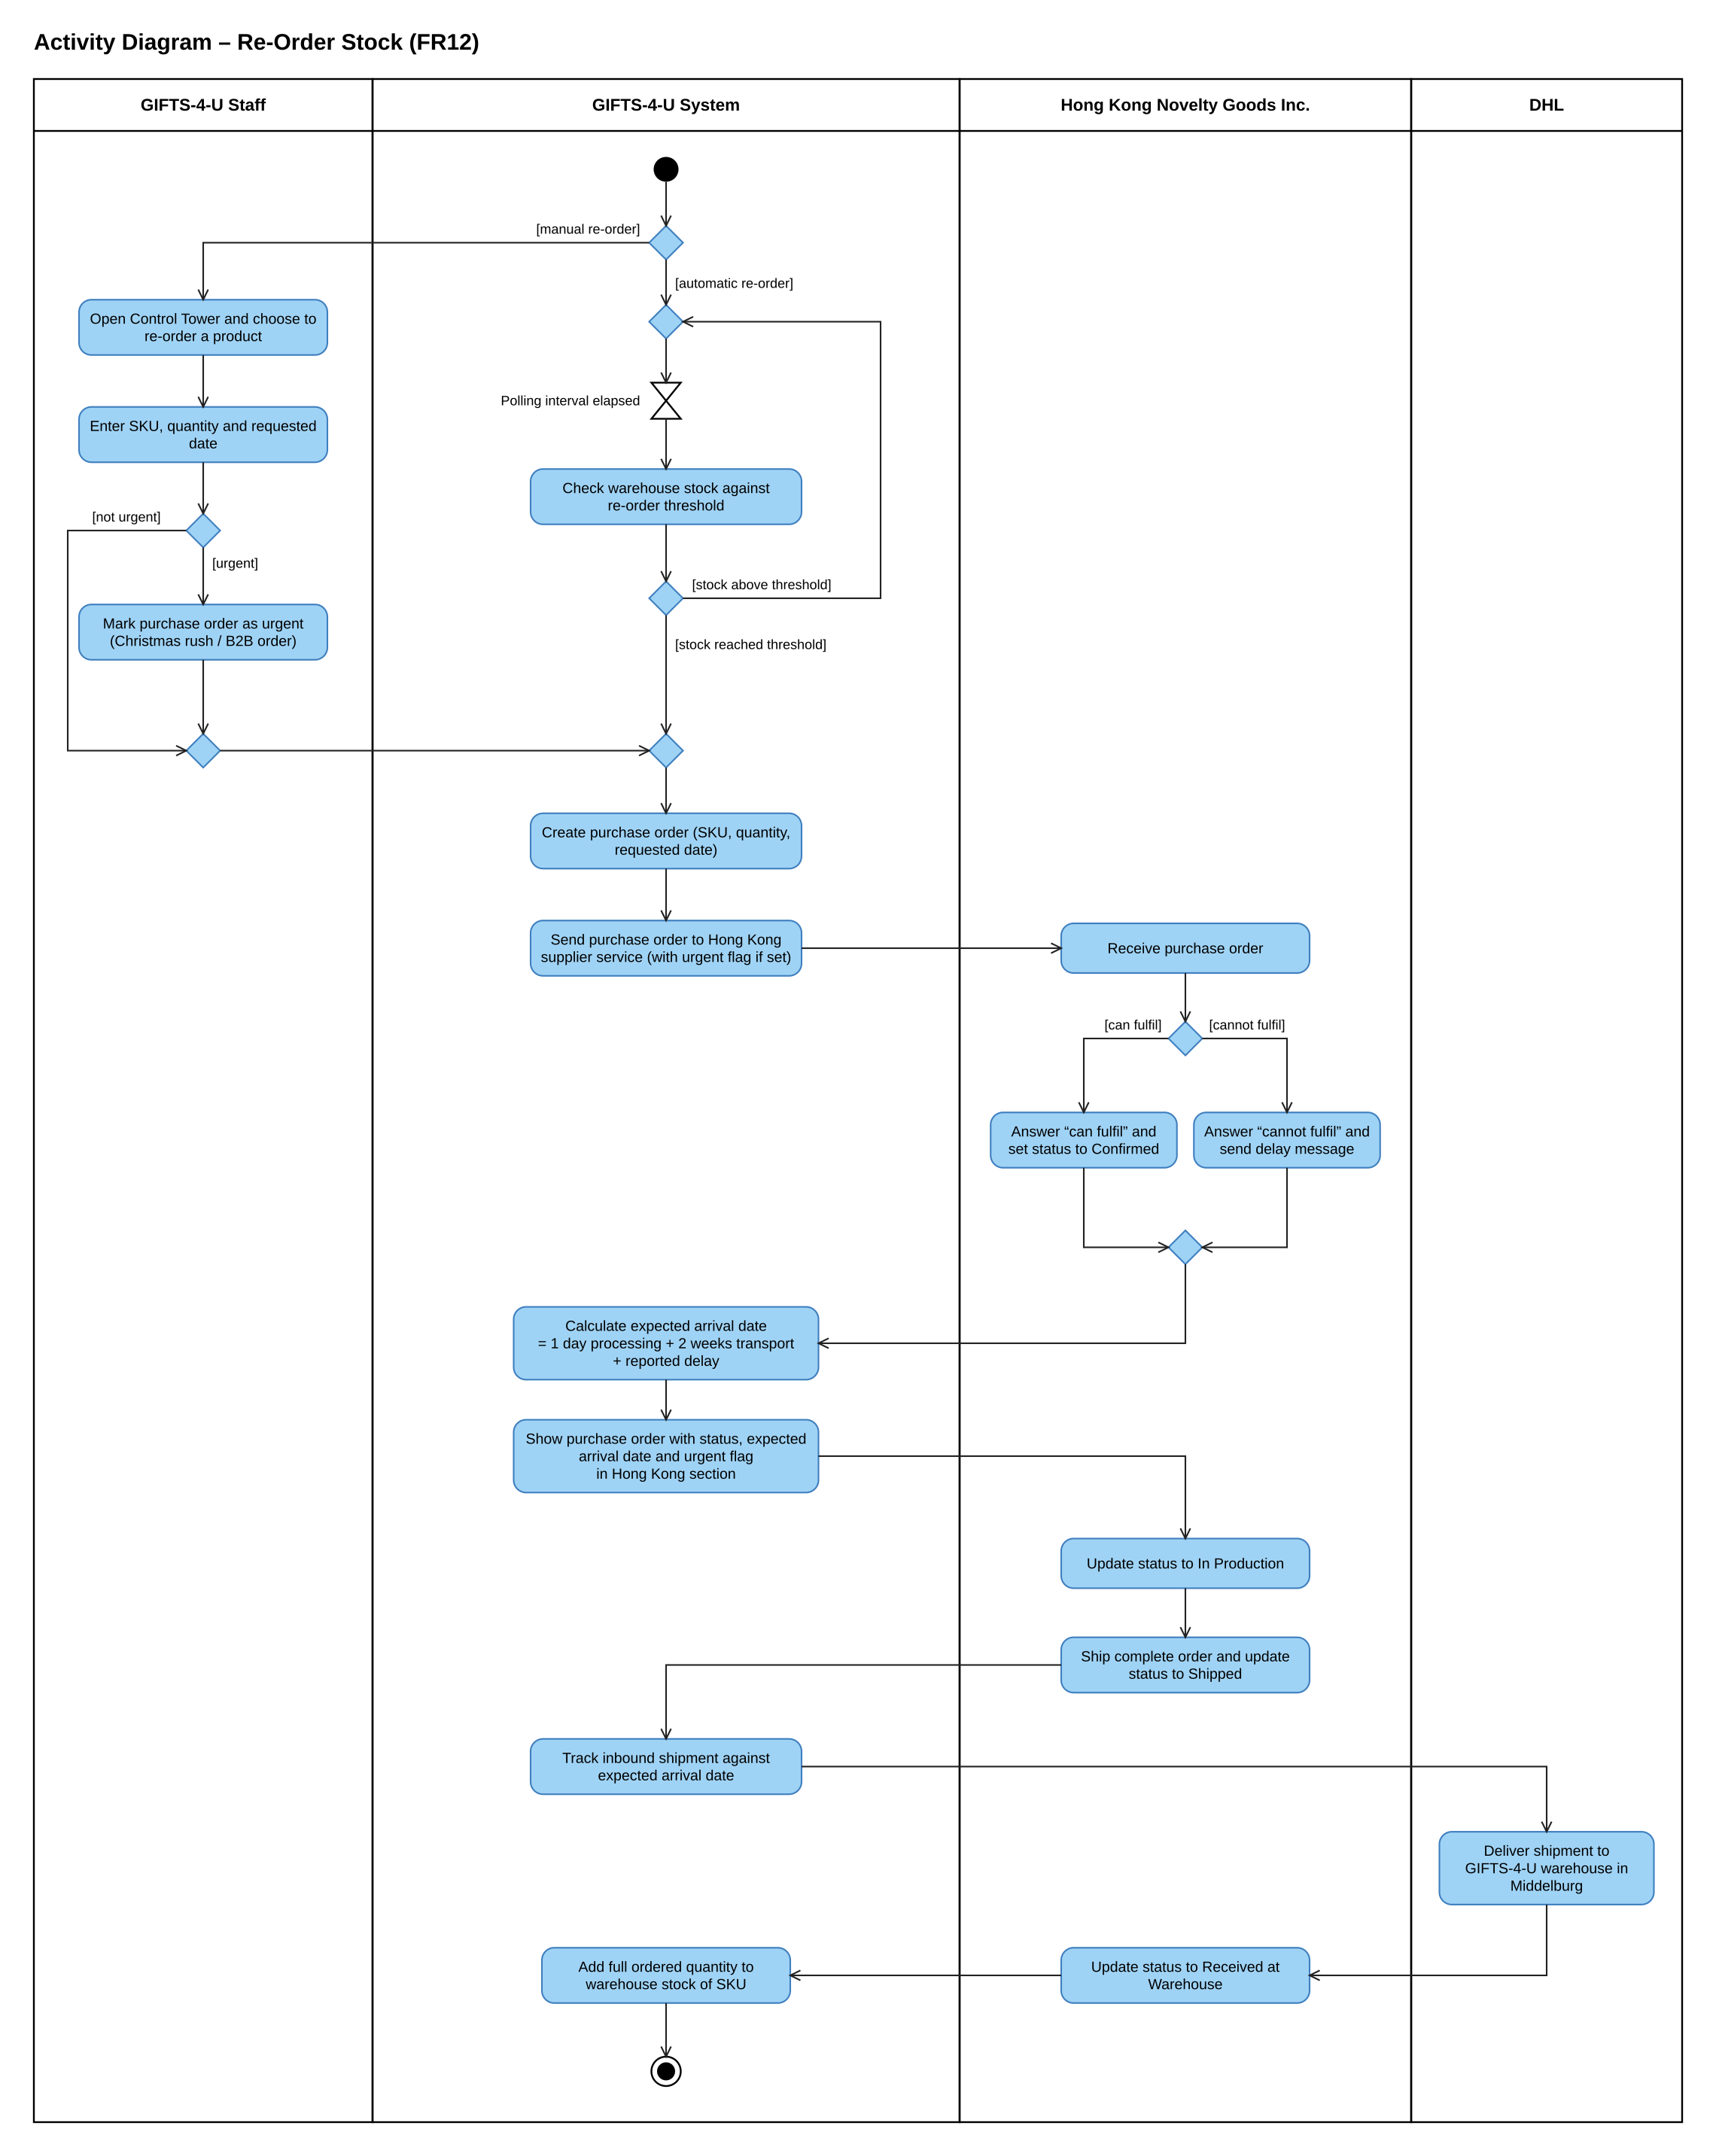 Activity Diagram – Re-Order Stock (FR12)
GIFTS-4-U Staff
GIFTS-4-U System
Hong Kong Novelty Goods Inc.
DHL
[manual re-order]
[automatic re-order]
Open Control Tower and choose to
re-order a product
Polling interval elapsed
Enter SKU, quantity and requested
date
Check warehouse stock against
re-order threshold
[not urgent]
[urgent]
[stock above threshold]
Mark purchase order as urgent
(Christmas rush / B2B order)
[stock reached threshold]
Create purchase order (SKU, quantity,
requested date)
Send purchase order to Hong Kong
supplier service (with urgent flag if set)
Receive purchase order
[can fulfil]
[cannot fulfil]
Answer “can fulfil” and
set status to Confirmed
Answer “cannot fulfil” and
send delay message
Calculate expected arrival date
= 1 day processing + 2 weeks transport
+ reported delay
Show purchase order with status, expected
arrival date and urgent flag
in Hong Kong section
Update status to In Production
Ship complete order and update
status to Shipped
Track inbound shipment against
expected arrival date
Deliver shipment to
GIFTS-4-U warehouse in
Middelburg
Add full ordered quantity to
warehouse stock of SKU
Update status to Received at
Warehouse